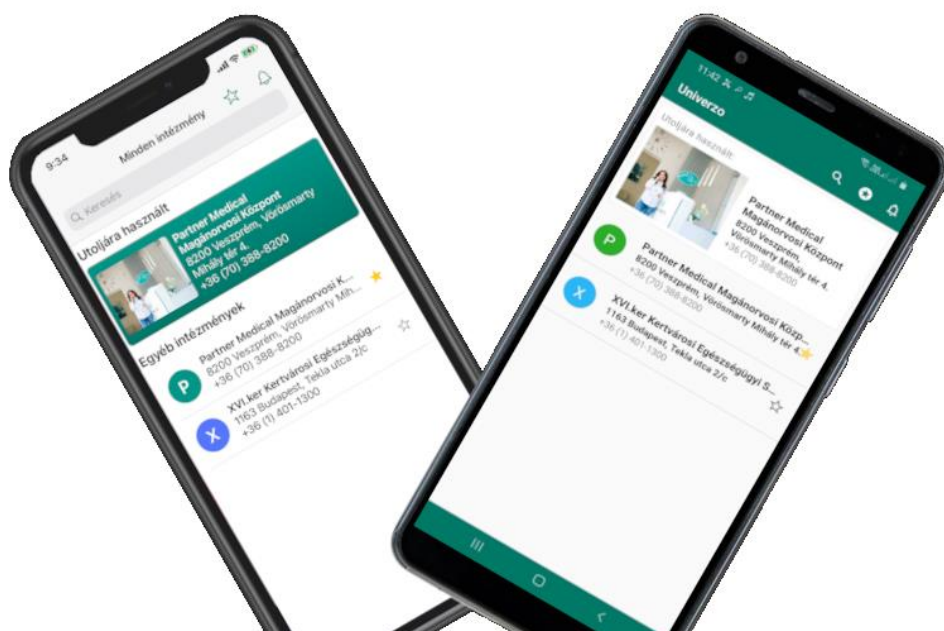 9:34
Minden intézmény
Keresés
Utoljára használt
Partner Medical
Magánorvosi Központ
8200 Veszprém, Vörösmarty
Mihály tér 4.
+36 (70) 388-8200
Egyéb intézmények
P
Partner Medical Magánorvosi K...
8200 Veszprém, Vörösmarty Mih...
+36 (70) 388-8200
X
XVI.ker Kertvárosi Egészségüg...
1163 Budapest, Tekla utca 2/c
+36 (1) 401-1300
11:42
Univerzo
Utoljára használt
Partner Medical
Magánorvosi Központ
8200 Veszprém,
Vörösmarty Mihály tér 4.
+36 (70) 388-8200
P
Partner Medical Magánorvosi Közp...
8200 Veszprém, Vörösmarty Mihály tér 4.
+36 (70) 388-8200
X
XVI.ker Kertvárosi Egészségügyi S...
1163 Budapest, Tekla utca 2/c
+36 (1) 401-1300